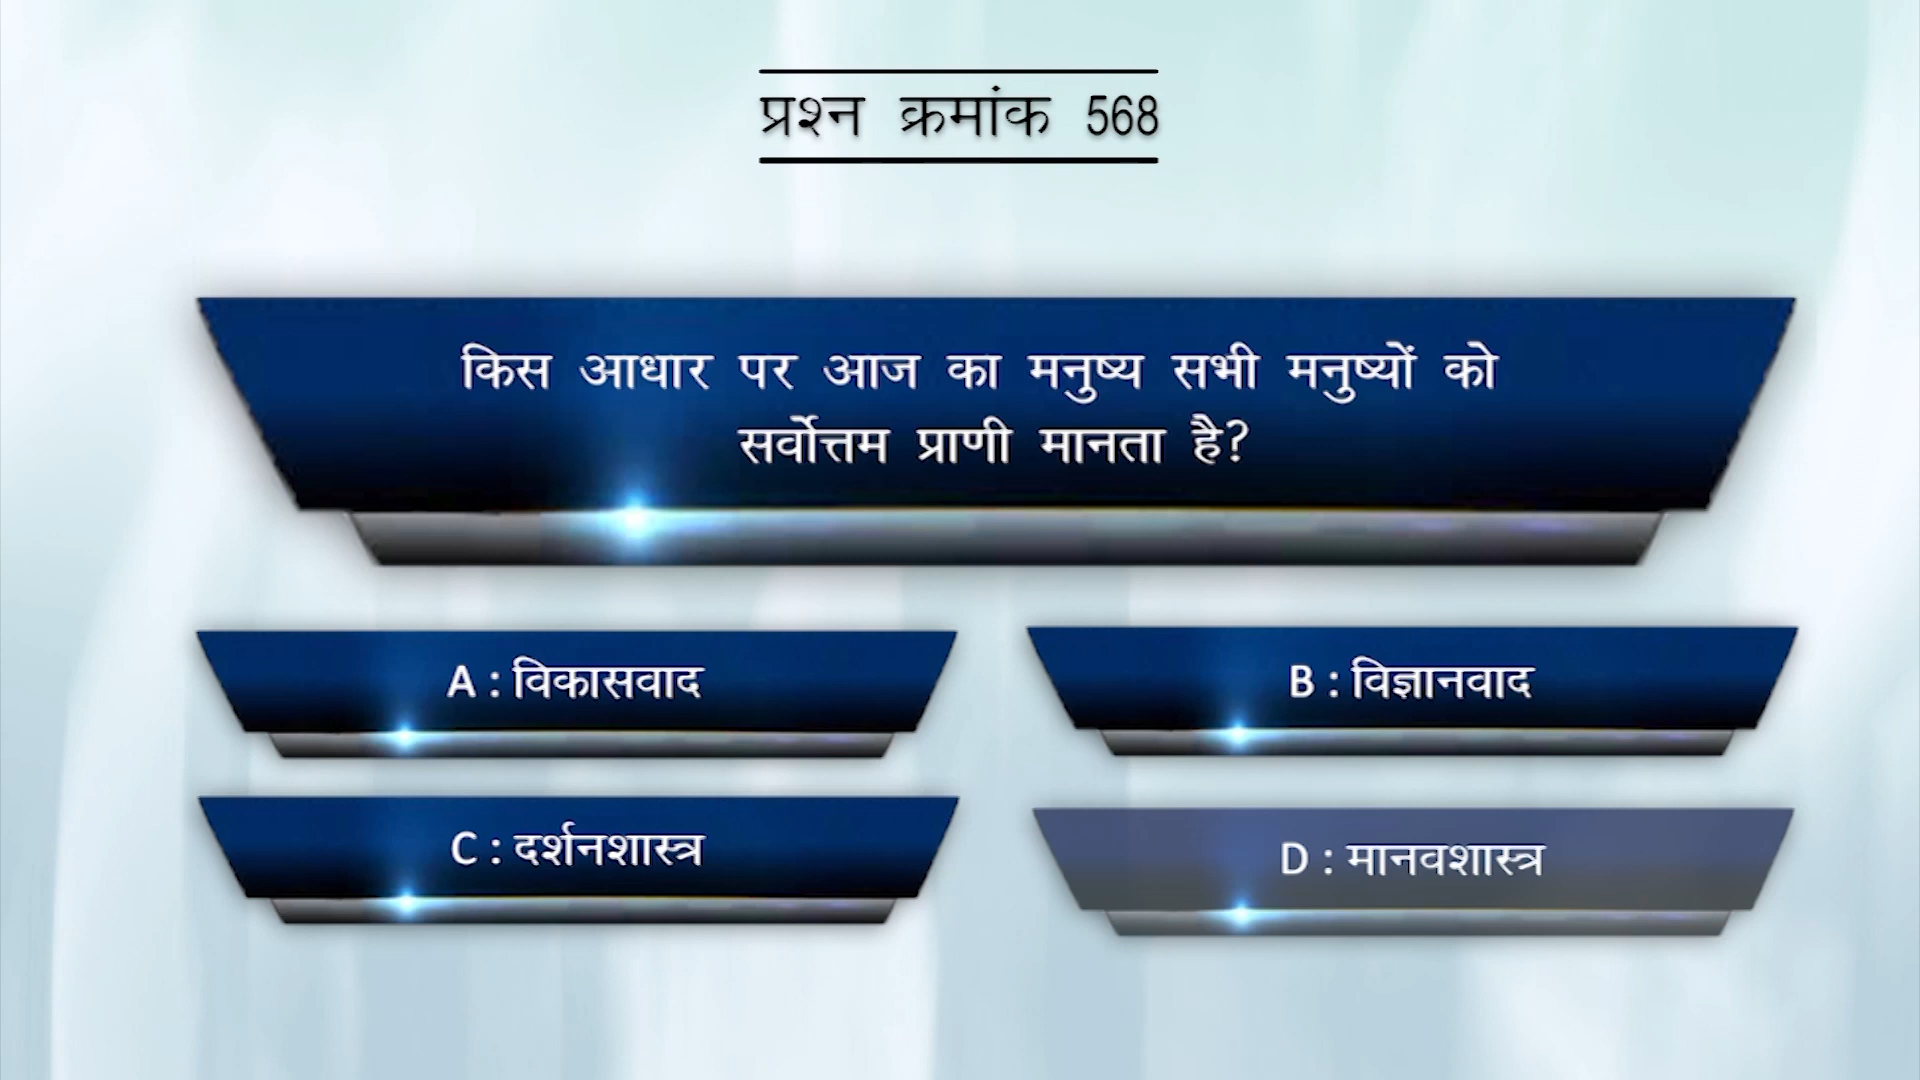 प्रश्न क्रमांक 568
किस आधार पर आज का मनुष्य सभी मनुष्यों को
सर्वोत्तम प्राणी मानता है?
A : विकासवाद
B : विज्ञानवाद
C : दर्शनशास्त्र
D : मानवशास्त्र